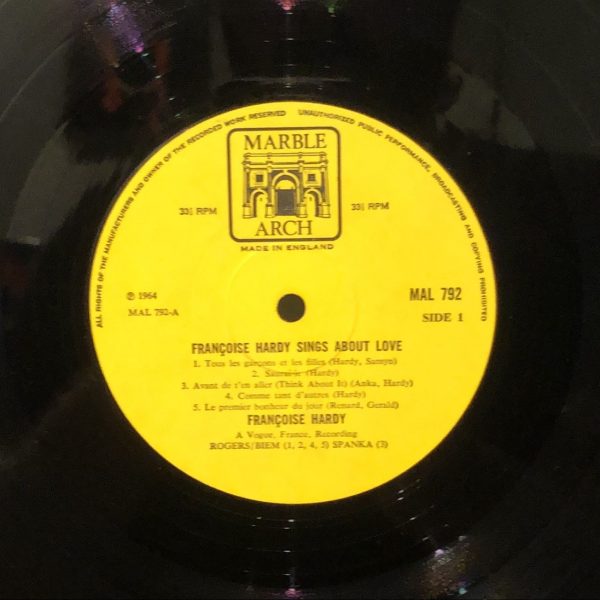 ALL RIGHTS OF THE MANUFACTURERS AND OWNER OF THE RECORDED WORK RESERVED UNAUTHORIZED PUBLIC PERFORMANCE, BROADCASTING AND COPYING PROHIBITED
MARBLE
ARCH
MADE IN ENGLAND
33⅓ RPM
33⅓ RPM
℗ 1964
MAL 792-A
MAL 792
SIDE 1
FRANÇOISE HARDY SINGS ABOUT LOVE
1. Tous les garçons et les filles (Hardy, Samyn)
2. Saurai-je (Hardy)
3. Avant de t'en aller (Think About It) (Anka, Hardy)
4. Comme tant d'autres (Hardy)
5. Le premier bonheur du jour (Renard, Gerald)
FRANÇOISE HARDY
A Vogue, France, Recording
ROGERS/BIEM (1, 2, 4, 5) SPANKA (3)